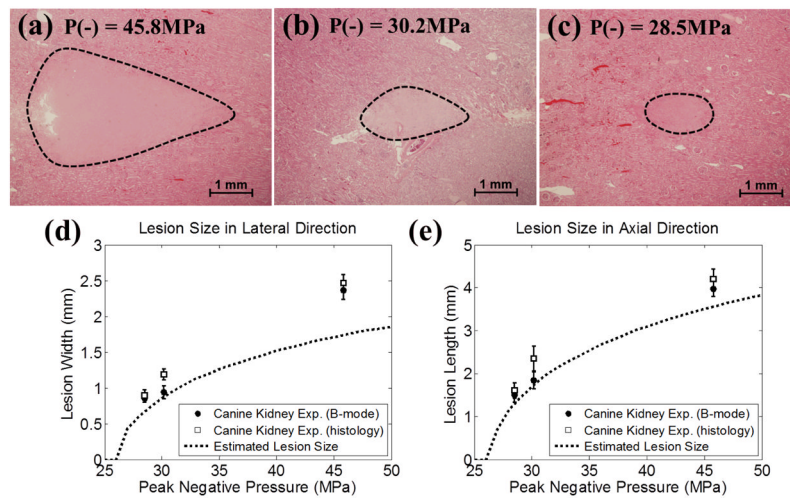 (a) P(-) = 45.8MPa
(b) P(-) = 30.2MPa
(c) P(-) = 28.5MPa
1 mm
1 mm
1 mm
(d) Lesion Size in Lateral Direction
3
2.5
2
1.5
1
0.5
0
Lesion Width (mm)
Canine Kidney Exp. (B-mode)
Canine Kidney Exp. (histology)
Estimated Lesion Size
25 30 35 40 45 50
Peak Negative Pressure (MPa)
(e) Lesion Size in Axial Direction
5
4
3
2
1
0
Lesion Length (mm)
Canine Kidney Exp. (B-mode)
Canine Kidney Exp. (histology)
Estimated Lesion Size
25 30 35 40 45 50
Peak Negative Pressure (MPa)